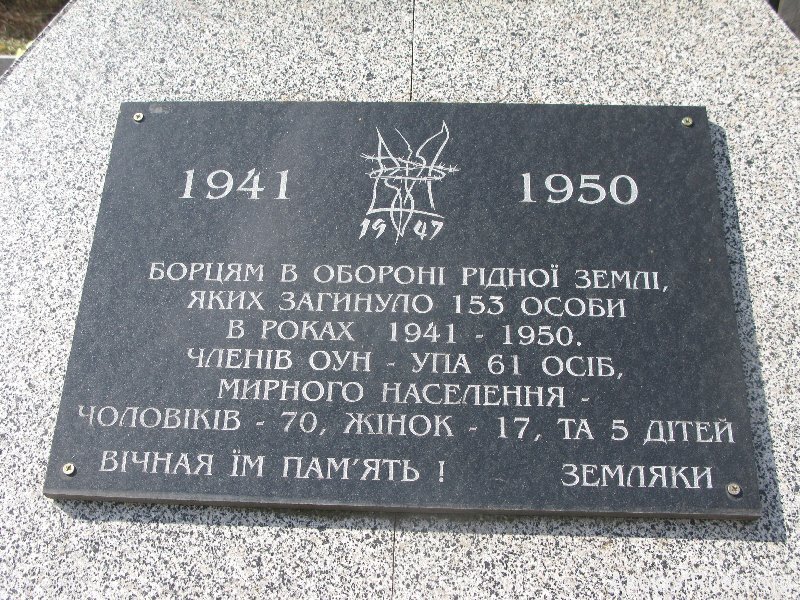 1941 1950
19 47
БОРЦЯМ В ОБОРОНІ РІДНОЇ ЗЕМЛІ,
ЯКИХ ЗАГИНУЛО 153 ОСОБИ
В РОКАХ 1941 - 1950.
ЧЛЕНІВ ОУН - УПА 61 ОСІБ,
МИРНОГО НАСЕЛЕННЯ -
ЧОЛОВІКІВ - 70, ЖІНОК - 17, ТА 5 ДІТЕЙ
ВІЧНАЯ ЇМ ПАМ'ЯТЬ ! ЗЕМЛЯКИ